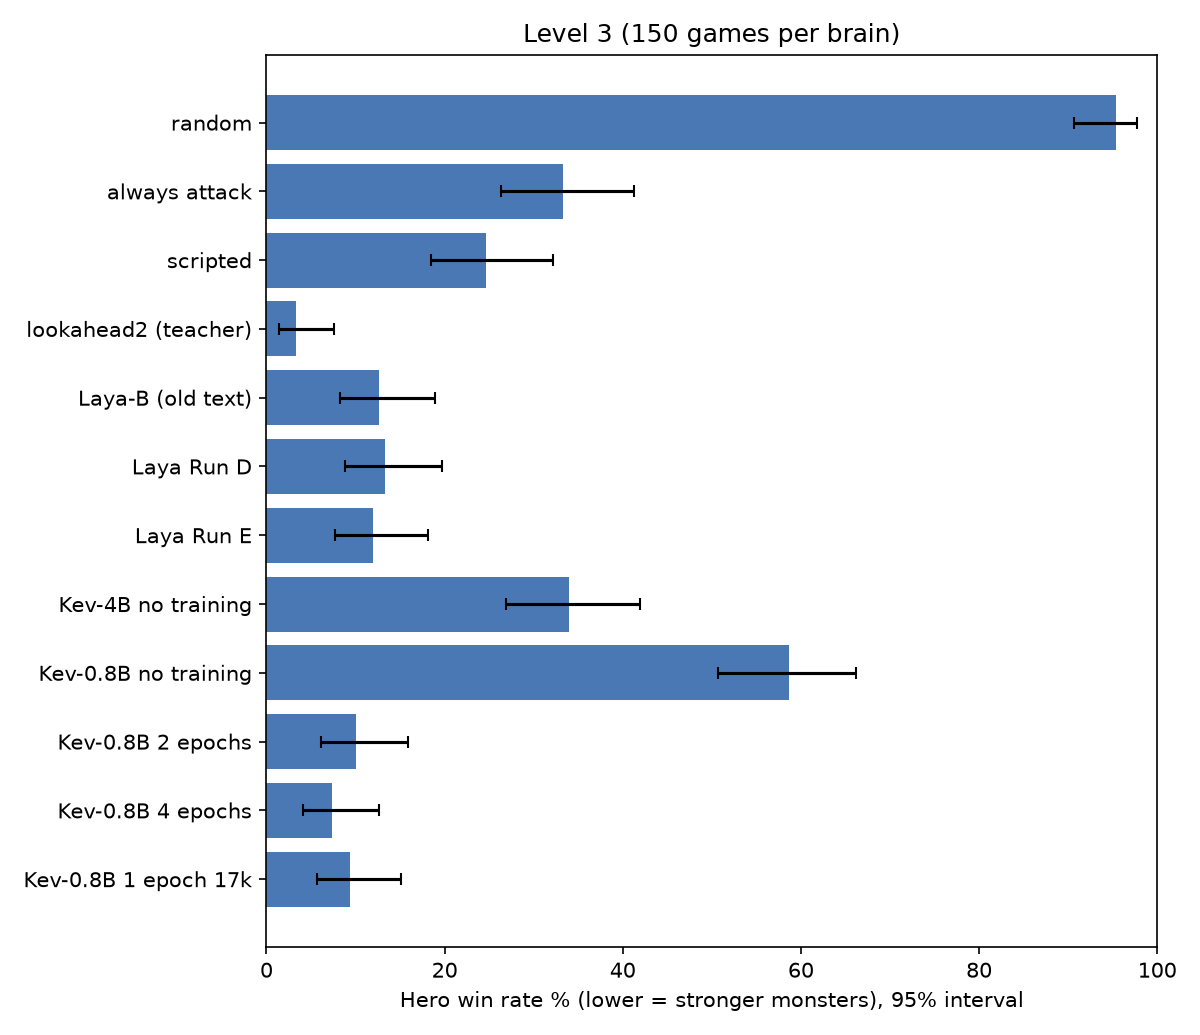 Level 3 (150 games per brain)
random
always attack
scripted
lookahead2 (teacher)
Laya-B (old text)
Laya Run D
Laya Run E
Kev-4B no training
Kev-0.8B no training
Kev-0.8B 2 epochs
Kev-0.8B 4 epochs
Kev-0.8B 1 epoch 17k
0 20 40 60 80 100
Hero win rate % (lower = stronger monsters), 95% interval